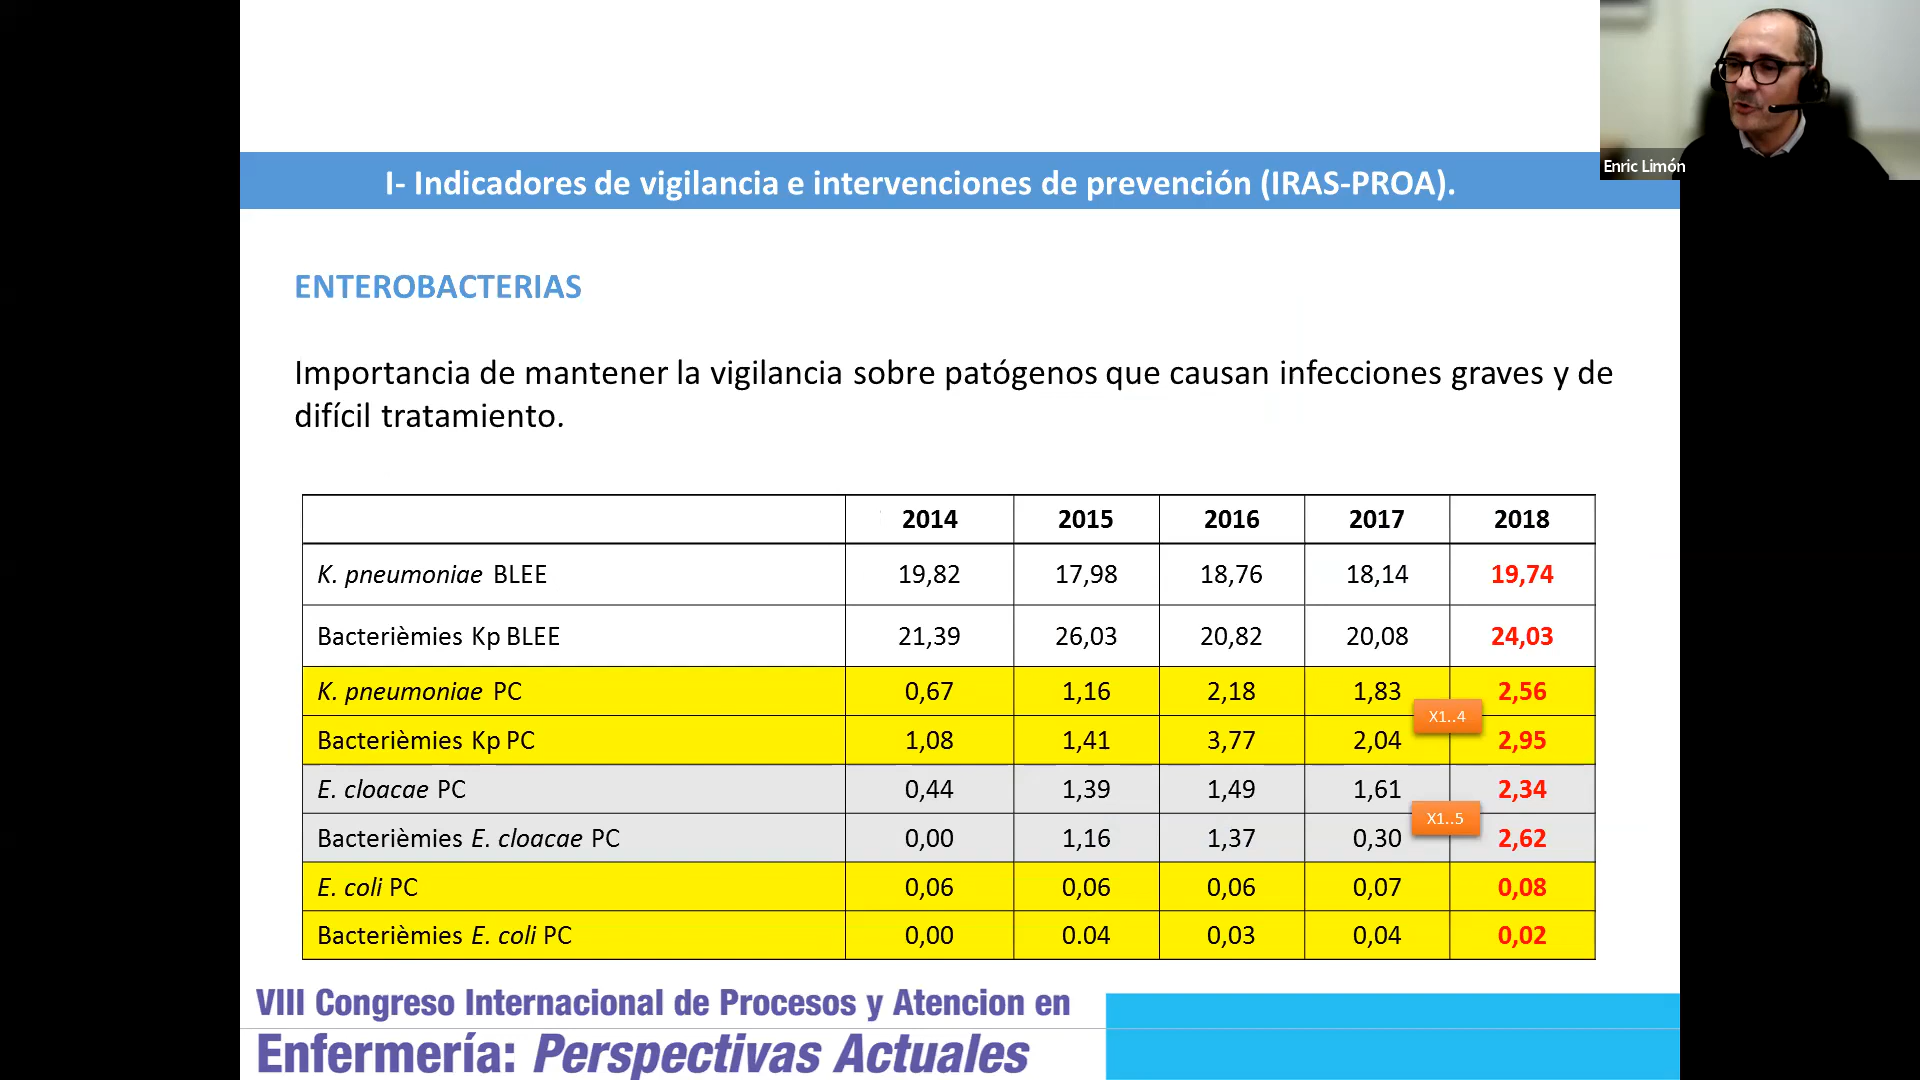 Enric Limón
I- Indicadores de vigilancia e intervenciones de prevención (IRAS-PROA).
ENTEROBACTERIAS
Importancia de mantener la vigilancia sobre patógenos que causan infecciones graves y de
difícil tratamiento.
2014 2015 2016 2017 2018
K. pneumoniae BLEE 19,82 17,98 18,76 18,14 19,74
Bacterièmies Kp BLEE 21,39 26,03 20,82 20,08 24,03
K. pneumoniae PC 0,67 1,16 2,18 1,83 2,56
X1..4
Bacterièmies Kp PC 1,08 1,41 3,77 2,04 2,95
E. cloacae PC 0,44 1,39 1,49 1,61 2,34
X1..5
Bacterièmies E. cloacae PC 0,00 1,16 1,37 0,30 2,62
E. coli PC 0,06 0,06 0,06 0,07 0,08
Bacterièmies E. coli PC 0,00 0.04 0,03 0,04 0,02
VIII Congreso Internacional de Procesos y Atencion en
Enfermería: Perspectivas Actuales